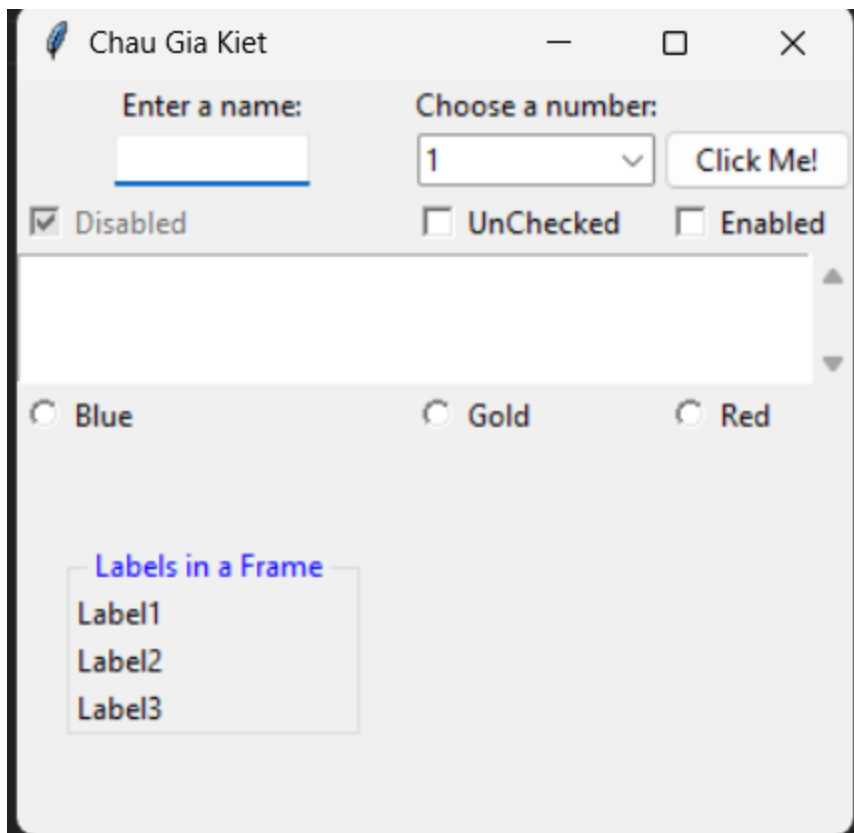 Chau Gia Kiet
Enter a name: Choose a number:
1 Click Me!
Disabled UnChecked Enabled
Blue Gold Red
Labels in a Frame
Label1
Label2
Label3